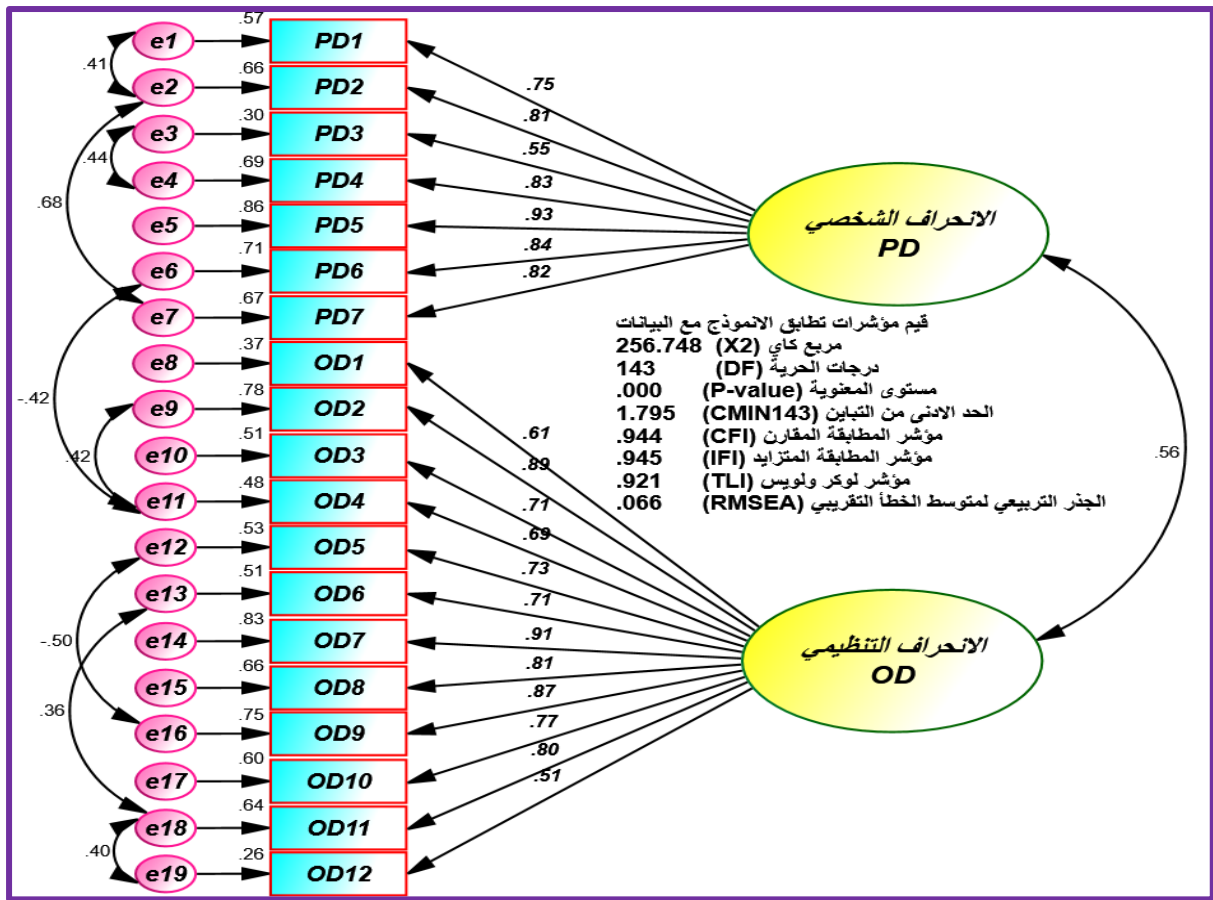 .57
e1 PD1
.41
.75
.66
e2 PD2
.81
.30
e3 PD3
.44
.55
.69
e4 PD4
.83
.68
.86
e5 PD5
.93
.71
e6 PD6
.84
.67
e7 PD7
.82
الانحراف الشخصي
PD
.37
e8 OD1
.61
-.42
.78
e9 OD2
.89
.42
.51
e10 OD3
.71
.48
e11 OD4
.69
قيم مؤشرات تطابق الانموذج مع البيانات
مربع كاي (X2) 256.748
درجات الحرية (DF) 143
مستوى المعنوية (P-value) .000
الحد الادنى من التباين (CMIN143) 1.795
مؤشر المطابقة المقارن (CFI) .944
مؤشر المطابقة المتزايد (IFI) .945
مؤشر لوكر ولويس (TLI) .921
الجذر التربيعي لمتوسط الخطأ التقريبي (RMSEA) .066
.56
.53
e12 OD5
.73
.51
e13 OD6
.71
-.50
.83
e14 OD7
.91
.66
e15 OD8
.81
.36
.75
e16 OD9
.87
.60
e17 OD10
.77
.64
e18 OD11
.80
.40
.26
e19 OD12
.51
الانحراف التنظيمي
OD